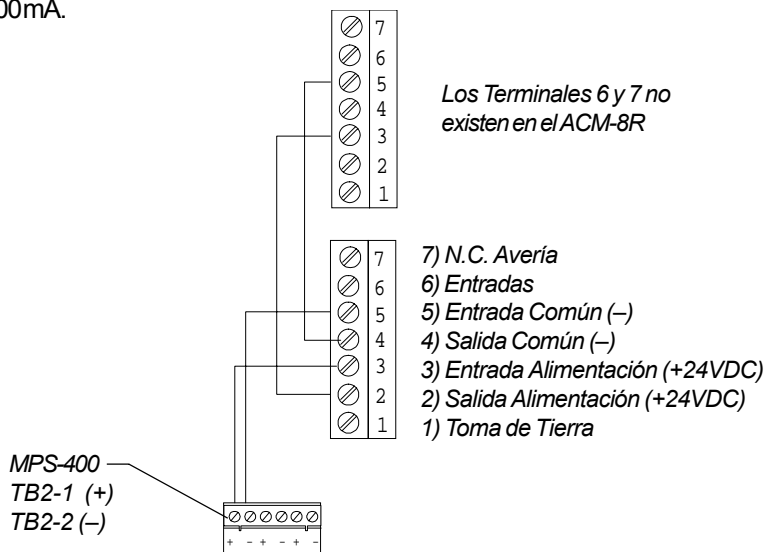 00mA.
7
6
5
4
3
2
1
Los Terminales 6 y 7 no
existen en el ACM-8R
7
6
5
4
3
2
1
7) N.C. Avería
6) Entradas
5) Entrada Común (–)
4) Salida Común (–)
3) Entrada Alimentación (+24VDC)
2) Salida Alimentación (+24VDC)
1) Toma de Tierra
MPS-400
TB2-1 (+)
TB2-2 (–)
+ - + - + -